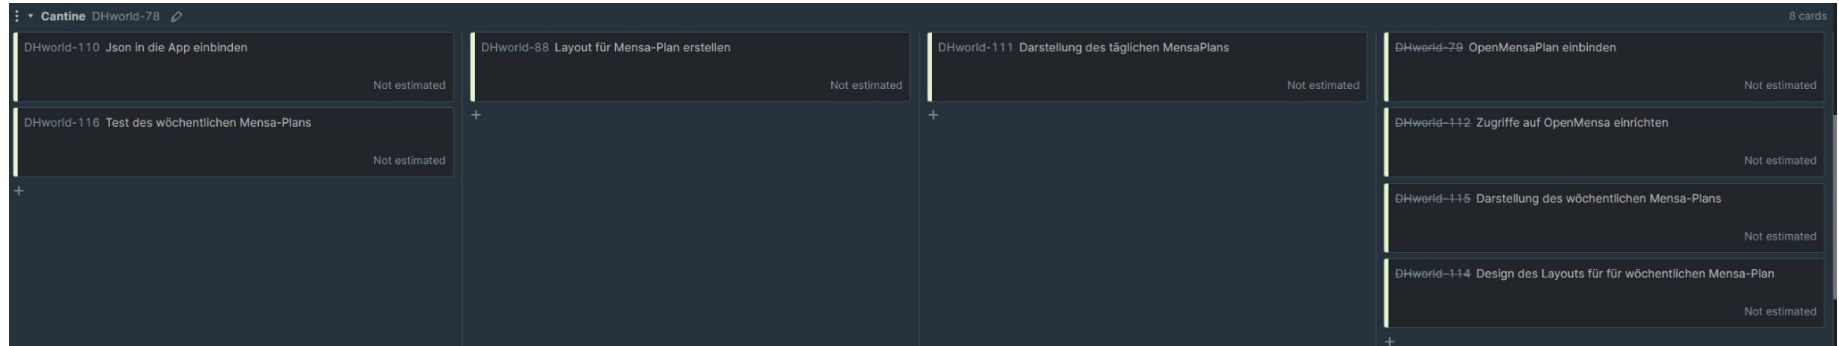 Cantine DHworld-78
8 cards
DHworld-110 Json in die App einbinden
Not estimated
DHworld-116 Test des wöchentlichen Mensa-Plans
Not estimated
+
DHworld-88 Layout für Mensa-Plan erstellen
Not estimated
+
DHworld-111 Darstellung des täglichen MensaPlans
Not estimated
+
DHworld-79 OpenMensaPlan einbinden
Not estimated
DHworld-112 Zugriffe auf OpenMensa einrichten
Not estimated
DHworld-115 Darstellung des wöchentlichen Mensa-Plans
Not estimated
DHworld-114 Design des Layouts für für wöchentlichen Mensa-Plan
Not estimated
+